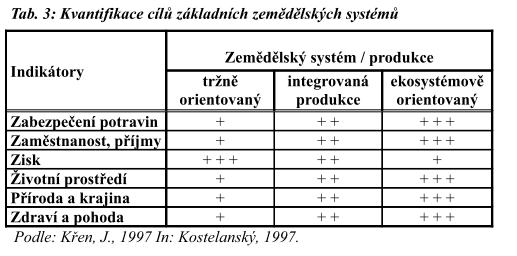 Tab. 3: Kvantifikace cílů základních zemědělských systémů
Indikátory
Zemědělský systém / produkce
tržně orientovaný
integrovaná produkce
ekosystémově orientovaný
Zabezpečení potravin + + + + + +
Zaměstnanost, příjmy + + + + + +
Zisk + + + + + +
Životní prostředí + + + + + +
Příroda a krajina + + + + + +
Zdraví a pohoda + + + + + +
Podle: Křen, J., 1997 In: Kostelanský, 1997.